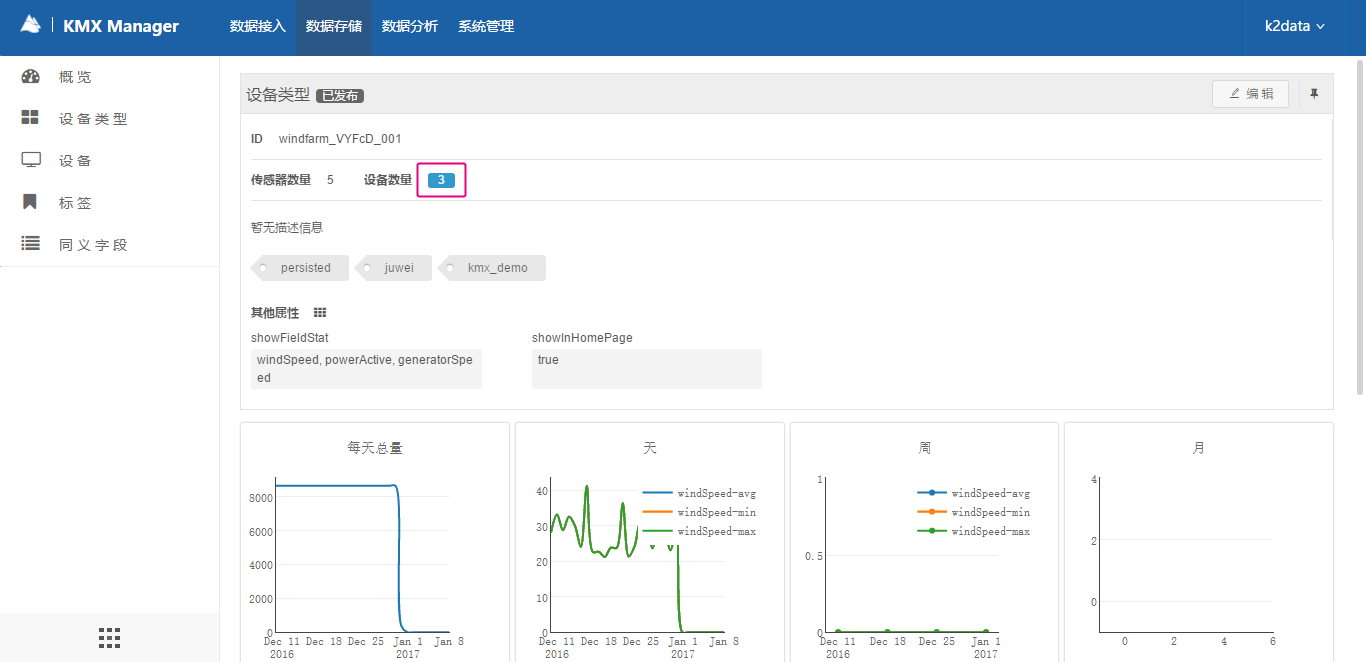 KMX Manager 数据接入 数据存储 数据分析 系统管理 k2data
概览
设备类型
设备
标签
同义字段
设备类型 已发布 编辑
ID windfarm_VYFcD_001
传感器数量 5 设备数量 3
暂无描述信息
persisted juwei kmx_demo
其他属性
showFieldStat showInHomePage
windSpeed, powerActive, generatorSpe true
ed
每天总量
8000
6000
4000
2000
0
Dec 11 Dec 18 Dec 25 Jan 1 Jan 8
2016 2017
天
windSpeed-avg
windSpeed-min
windSpeed-max
40
30
20
10
0
Dec 11 Dec 18 Dec 25 Jan 1 Jan 8
2016 2017
周
windSpeed-avg
windSpeed-min
windSpeed-max
1
0.5
0
Dec 11 Dec 18 Dec 25 Jan 1
2016 2017
月
4
2
0
0 2 4 6